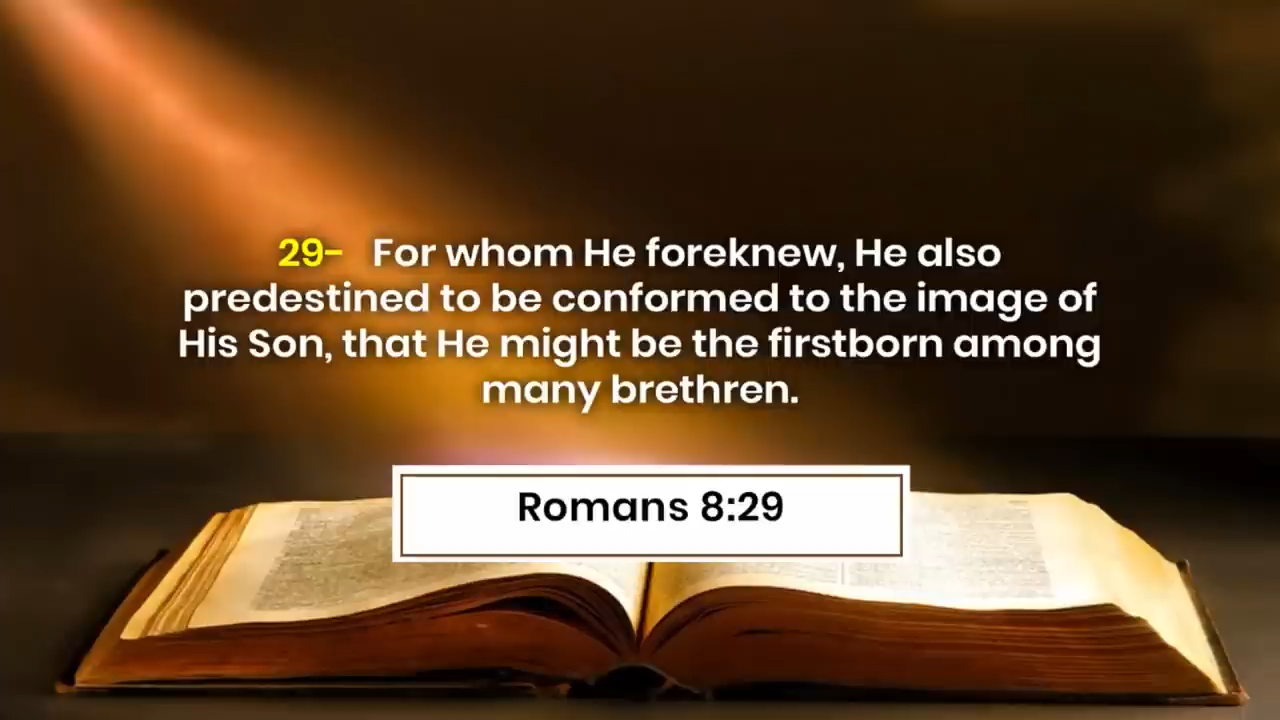 29- For whom He foreknew, He also
predestined to be conformed to the image of
His Son, that He might be the firstborn among
many brethren.
Romans 8:29